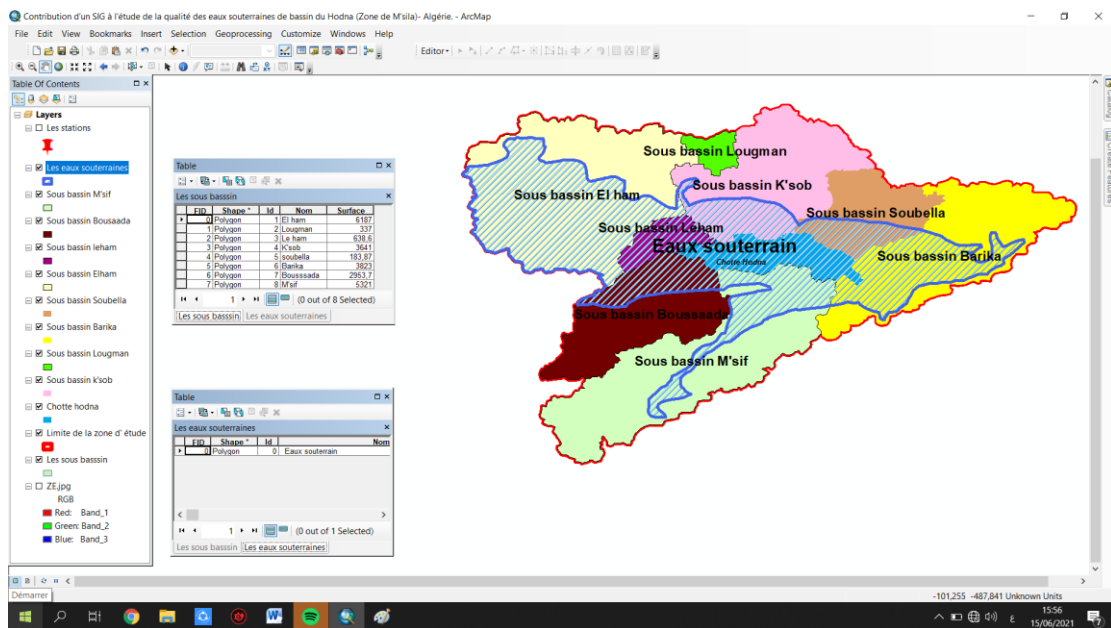 Contribution d'un SIG à l'étude de la qualité des eaux souterraines de bassin du Hodna (Zone de M'sila)- Algérie. - ArcMap
File Edit View Bookmarks Insert Selection Geoprocessing Customize Windows Help
Editor
Table Of Contents
Layers
Les stations
Les eaux souterraines
Sous bassin M'sif
Sous bassin Bousaada
Sous bassin leham
Sous bassin Elham
Sous bassin Soubella
Sous bassin Barika
Sous bassin Lougman
Sous bassin k'sob
Chotte hodna
Limite de la zone d' étude
Les sous basssin
ZE.jpg
RGB
Red: Band_1
Green: Band_2
Blue: Band_3
Table
Les sous basssin
FID Shape * Id Nom Surface
0 Polygon 1 El ham 6187
1 Polygon 2 Lougman 337
2 Polygon 3 Le ham 638,6
3 Polygon 4 K'sob 3641
4 Polygon 5 soubella 183,87
5 Polygon 6 Barika 3823
6 Polygon 7 Bousssada 2953,7
7 Polygon 8 M'sif 5321
1 (0 out of 8 Selected)
Les sous basssin Les eaux souterraines
Table
Les eaux souterraines
FID Shape * Id Nom
0 Polygon 0 Eaux souterrain
1 (0 out of 1 Selected)
Les sous basssin Les eaux souterraines
Sous bassin Lougman
Sous bassin El ham
Sous bassin K'sob
Sous bassin Soubella
Sous bassin Leham
Eaux souterrain
Chotte Hodna
Sous bassin Barika
Sous bassin Boussaada
Sous bassin M'sif
Catalog
Create Features
Démarrer
-101,255 -487,841 Unknown Units
15:56
15/06/2021
ع
7